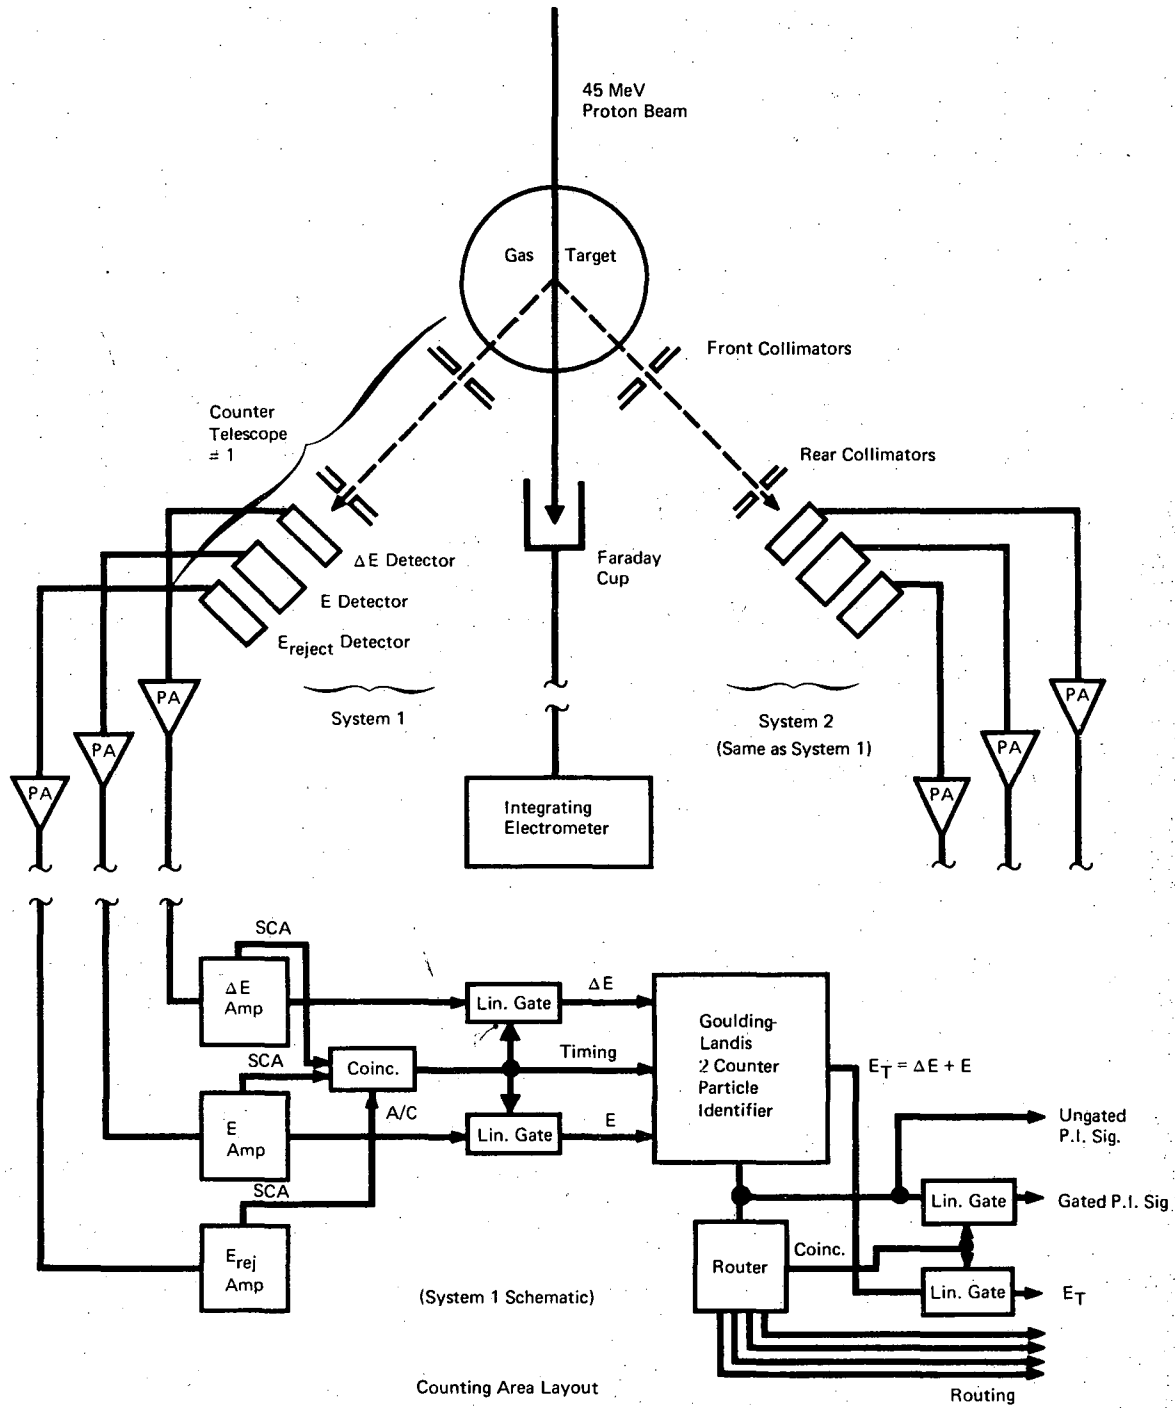 45 MeV
Proton Beam
Gas Target
Front Collimators
Counter
Telescope
# 1
Rear Collimators
ΔE Detector
E Detector
E_reject Detector
Faraday
Cup
PA
PA
PA
System 1
System 2
(Same as System 1)
PA
PA
PA
Integrating
Electrometer
SCA
ΔE
Amp
Lin. Gate
ΔE
SCA
Coinc.
Timing
A/C
E
Amp
Lin. Gate
E
Goulding-
Landis
2 Counter
Particle
Identifier
E_T = ΔE + E
Ungated
P.I. Sig.
SCA
Lin. Gate
Gated P.I. Sig
E_rej
Amp
Router
Coinc.
Lin. Gate
E_T
(System 1 Schematic)
Counting Area Layout
Routing